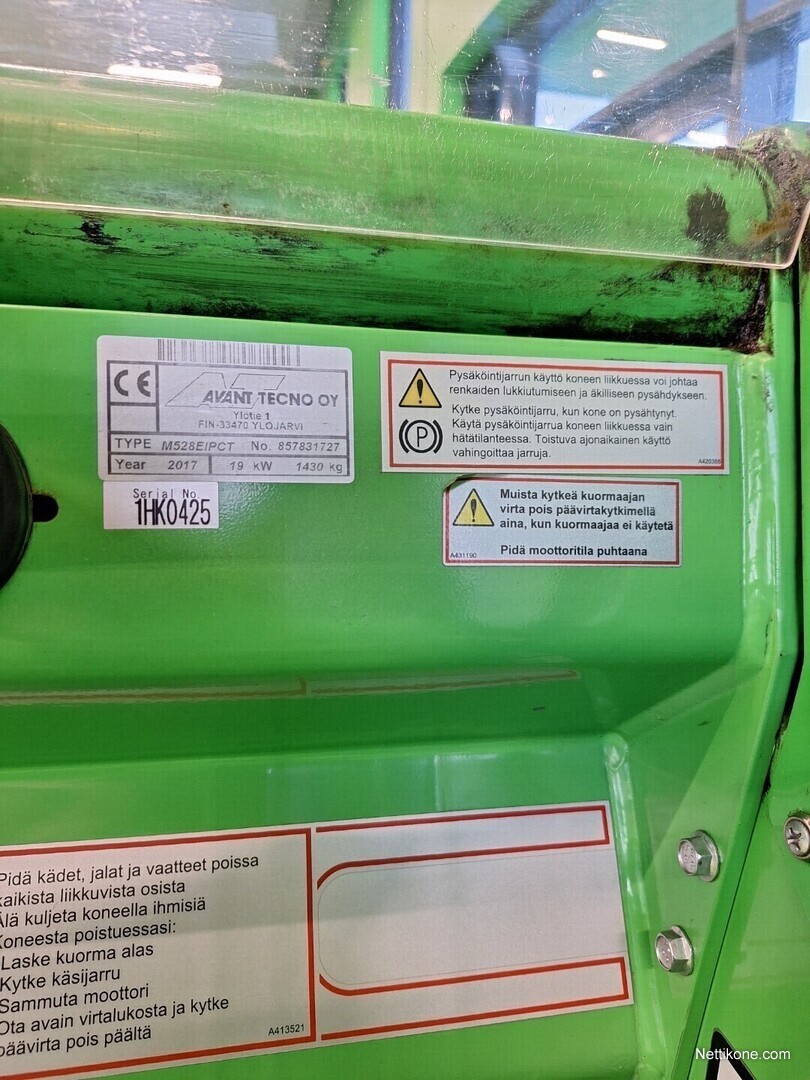 CE
AVANT TECNO OY
Ylötie 1
FIN-33470 YLÖJÄRVI
TYPE M528EIPCT No. 857831727
Year 2017 19 kW 1430 kg
Serial No.
1HK0425
Pysäköintijarrun käyttö koneen liikkuessa voi johtaa
renkaiden lukkiutumiseen ja äkilliseen pysähdykseen.
Kytke pysäköintijarru, kun kone on pysähtynyt.
Käytä pysäköintijarrua koneen liikkuessa vain
hätätilanteessa. Toistuva ajonaikainen käyttö
vahingoittaa jarruja.
P
Muista kytkeä kuormaajan
virta pois päävirtakytkimellä
aina, kun kuormaajaa ei käytetä
Pidä moottoritila puhtaana
A431190
Pidä kädet, jalat ja vaatteet poissa
kaikista liikkuvista osista
Älä kuljeta koneella ihmisiä
Koneesta poistuessasi:
Laske kuorma alas
Kytke käsijarru
Sammuta moottori
Ota avain virtalukosta ja kytke
päävirta pois päältä
A413521
Nettikone.com